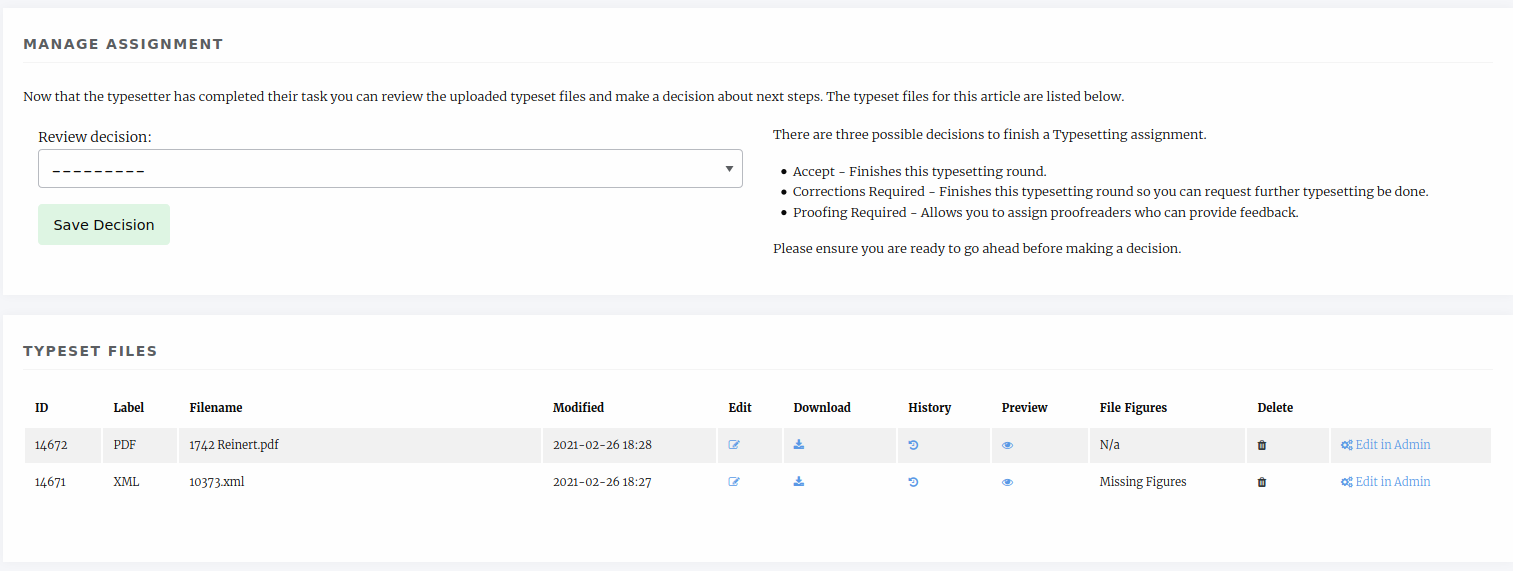 MANAGE ASSIGNMENT
Now that the typesetter has completed their task you can review the uploaded typeset files and make a decision about next steps. The typeset files for this article are listed below.
Review decision:
---------
Save Decision
There are three possible decisions to finish a Typesetting assignment.
• Accept - Finishes this typesetting round.
• Corrections Required - Finishes this typesetting round so you can request further typesetting be done.
• Proofing Required - Allows you to assign proofreaders who can provide feedback.
Please ensure you are ready to go ahead before making a decision.
TYPESET FILES
ID Label Filename Modified Edit Download History Preview File Figures Delete
14672 PDF 1742 Reinert.pdf 2021-02-26 18:28 N/a Edit in Admin
14671 XML 10373.xml 2021-02-26 18:27 Missing Figures Edit in Admin